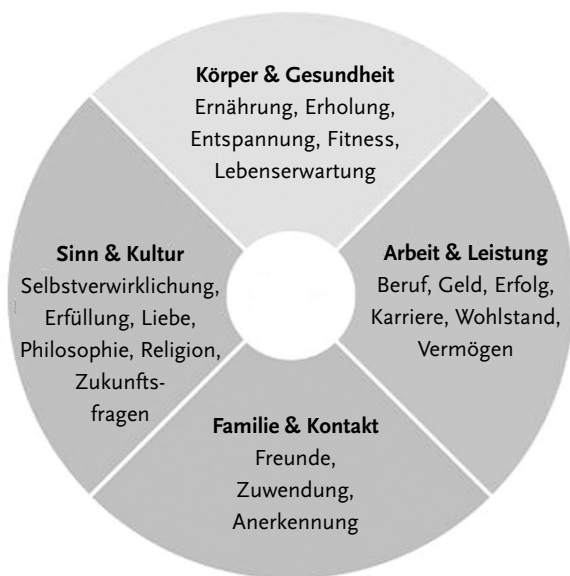 Körper & Gesundheit
Ernährung, Erholung,
Entspannung, Fitness,
Lebenserwartung
Sinn & Kultur
Selbstverwirklichung,
Erfüllung, Liebe,
Philosophie, Religion,
Zukunfts-
fragen
Arbeit & Leistung
Beruf, Geld, Erfolg,
Karriere, Wohlstand,
Vermögen
Familie & Kontakt
Freunde,
Zuwendung,
Anerkennung